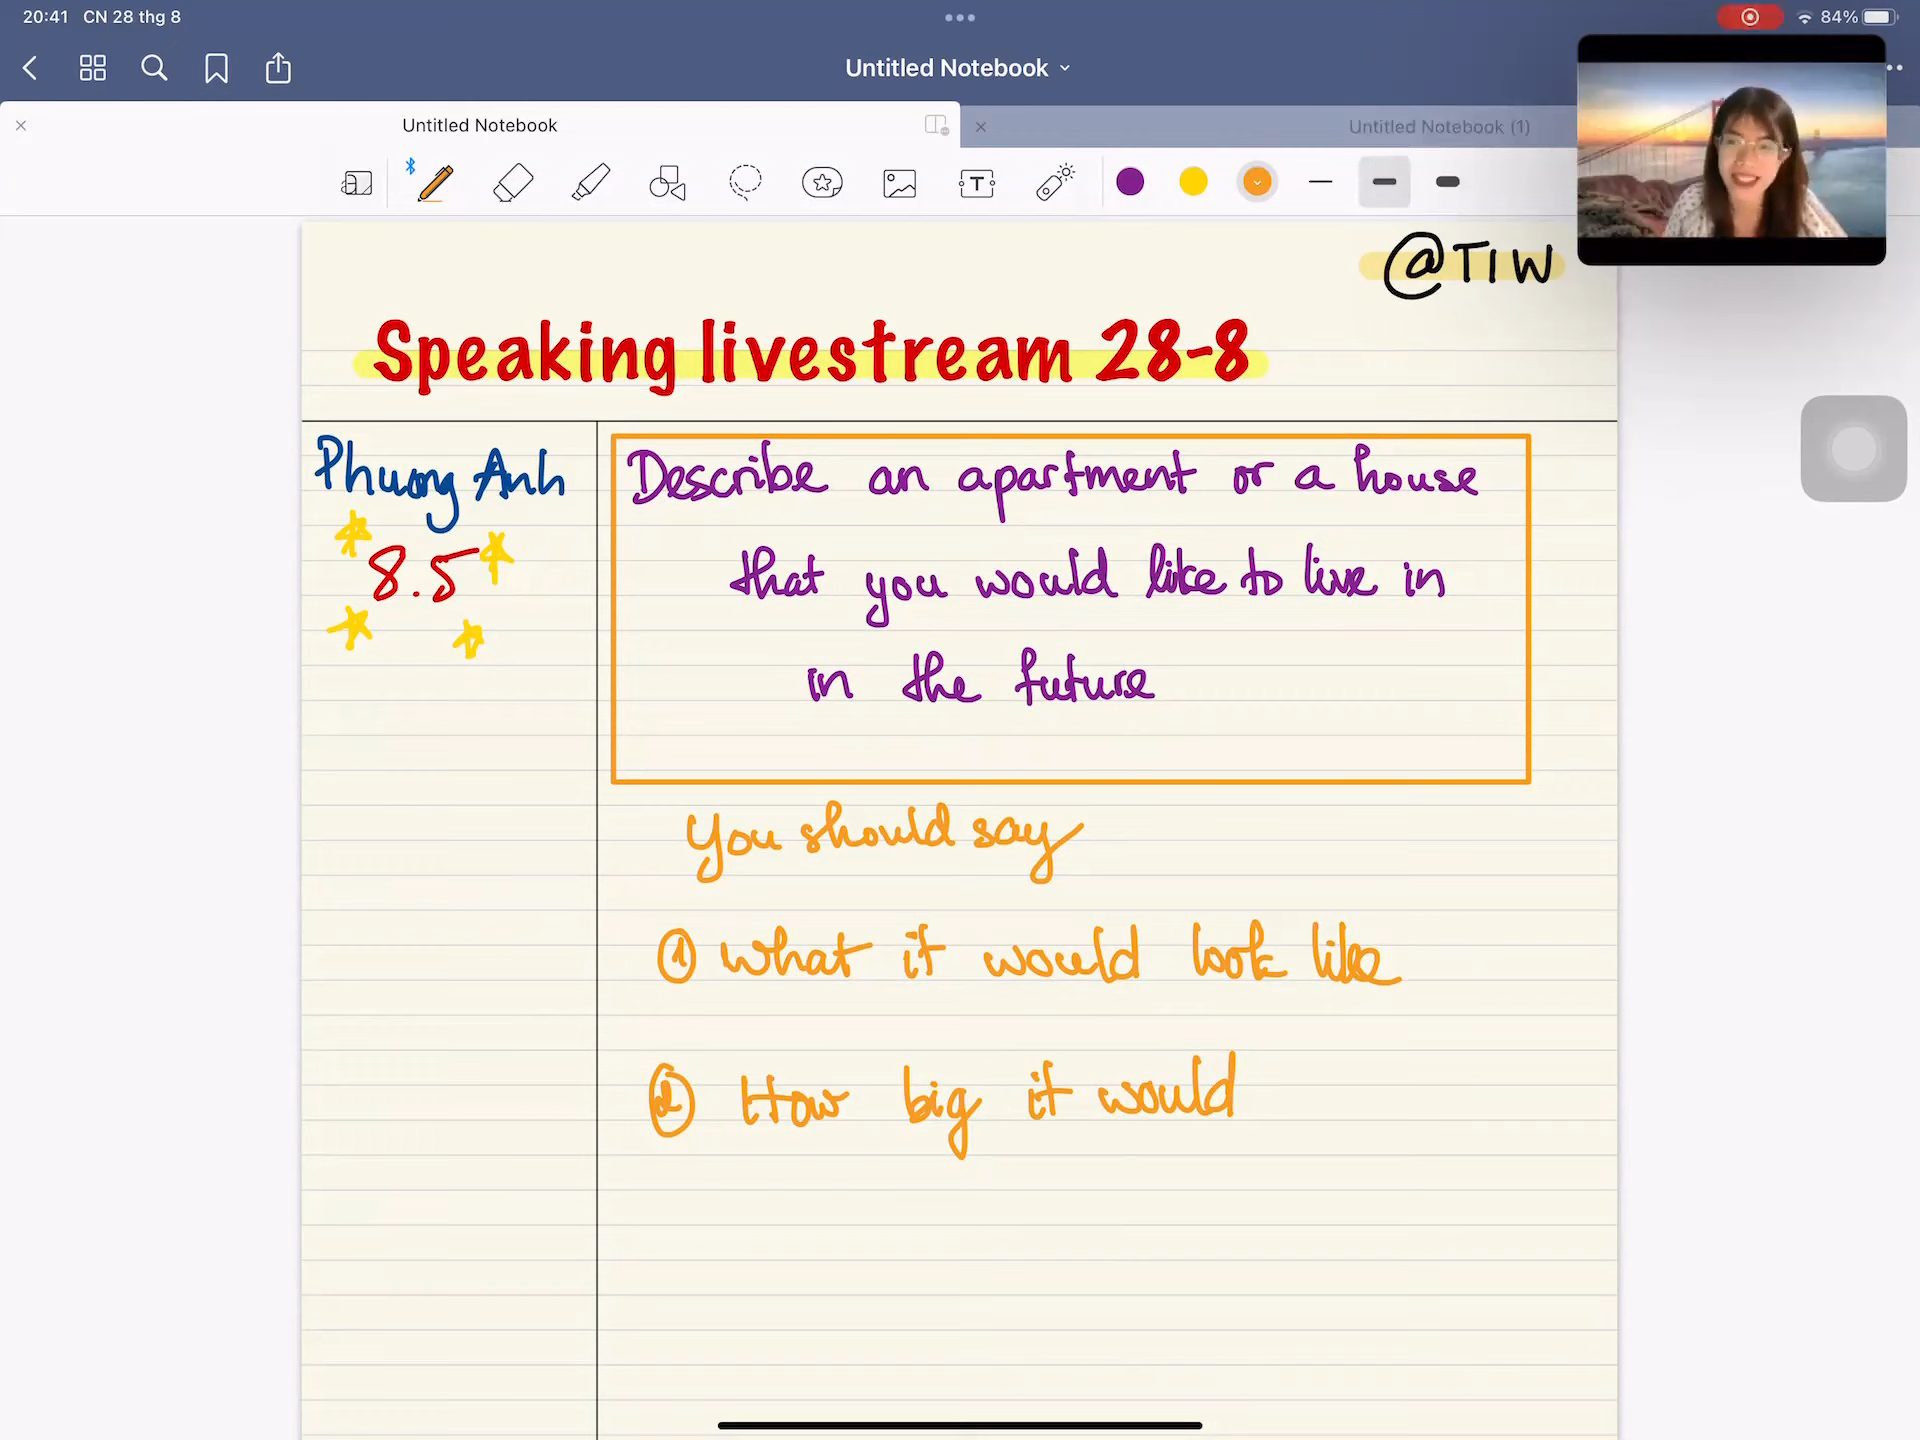 20:41 CN 28 thg 8
84%
Untitled Notebook
Untitled Notebook
Untitled Notebook (1)
T
@TIW
Speaking livestream 28-8
Phương Anh
8.5
Describe an apartment or a house
that you would like to live in
in the future
You should say
① What it would look like
② How big it would